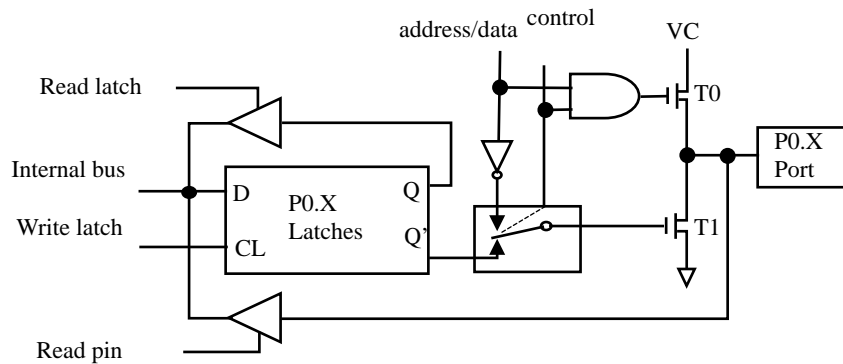 address/data control
VC
Read latch
T0
P0.X
Port
Internal bus
D
Q
P0.X
Latches
Write latch
Q’
CL
T1
Read pin